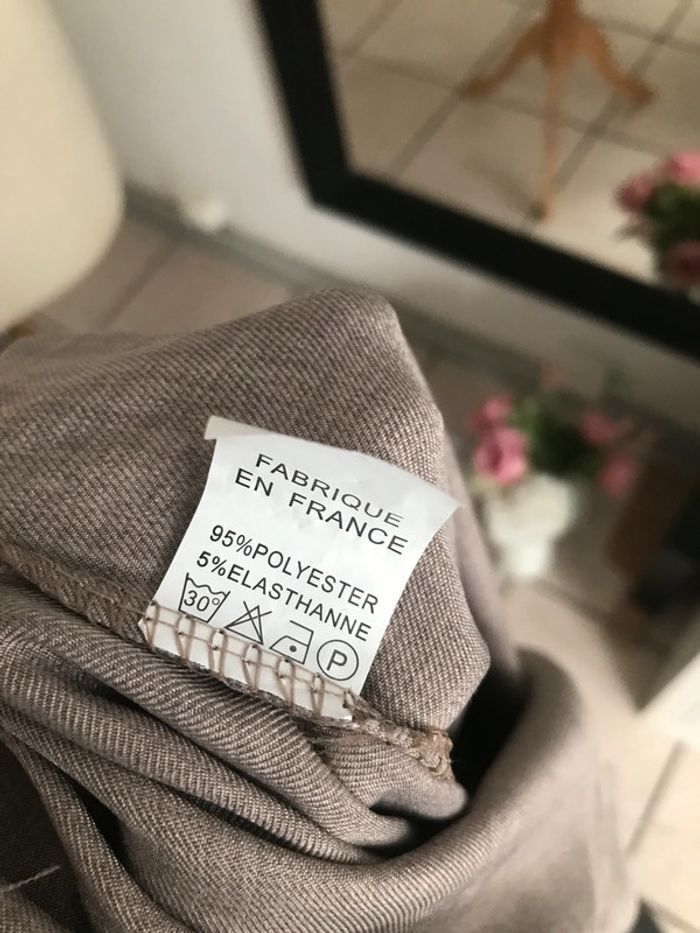 FABRIQUE
EN FRANCE
95%POLYESTER
5%ELASTHANNE
30° P